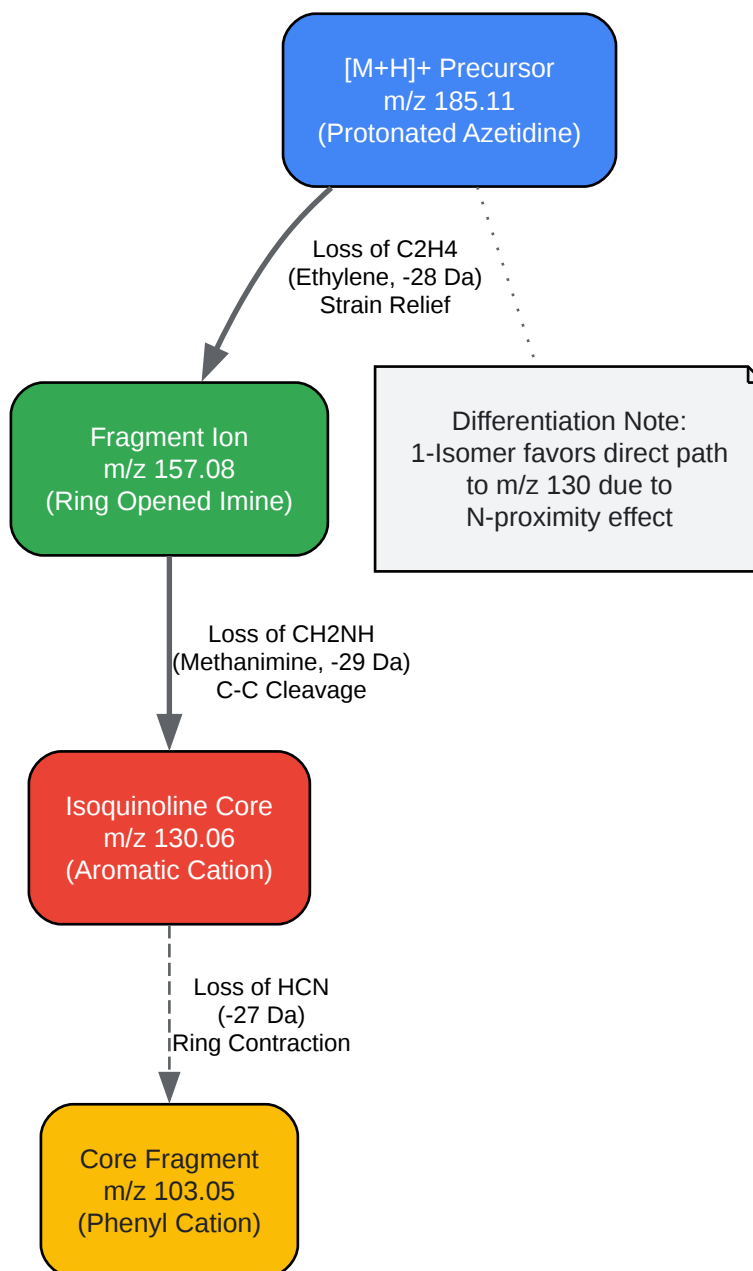 [M+H]+ Precursor
m/z 185.11
(Protonated Azetidine)
Loss of C2H4
(Ethylene, -28 Da)
Strain Relief
Fragment Ion
m/z 157.08
(Ring Opened Imine)
Differentiation Note:
1-Isomer favors direct path
to m/z 130 due to
N-proximity effect
Loss of CH2NH
(Methanimine, -29 Da)
C-C Cleavage
Isoquinoline Core
m/z 130.06
(Aromatic Cation)
Loss of HCN
(-27 Da)
Ring Contraction
Core Fragment
m/z 103.05
(Phenyl Cation)